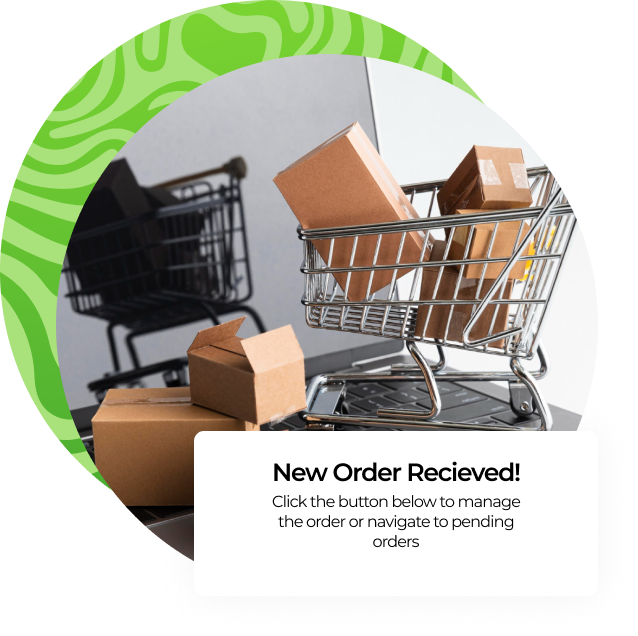 New Order Recieved!
Click the button below to manage
the order or navigate to pending
orders